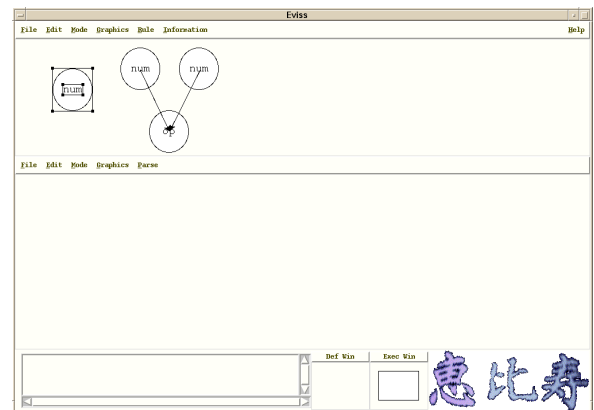 Eviss
File Edit Mode Graphics Rule Information Help
num num num
op
File Edit Mode Graphics Parse
Def Win Exec Win
恵比寿